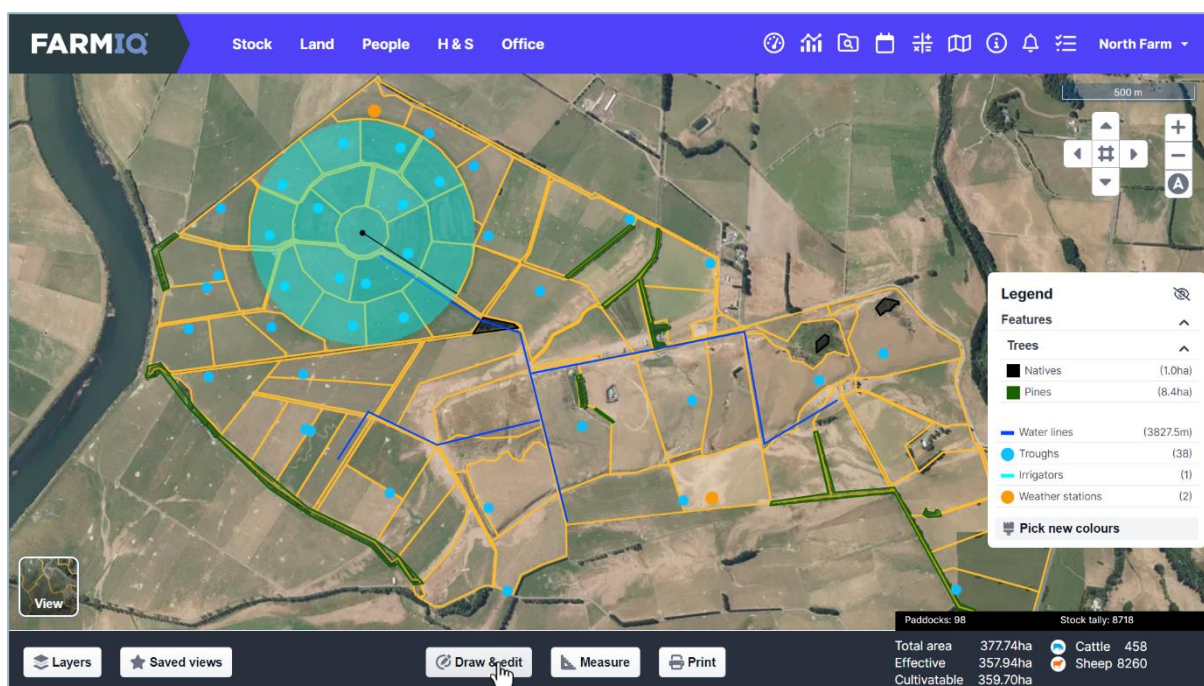 FARMIQ
Stock Land People H & S Office
North Farm
500 m
Legend
Features
Trees
Natives (1.0ha)
Pines (8.4ha)
Water lines (3827.5m)
Troughs (38)
Irrigators (1)
Weather stations (2)
Pick new colours
View
Paddocks: 98 Stock tally: 8718
Layers Saved views Draw & edit Measure Print
Total area 377.74ha Cattle 458
Effective 357.94ha Sheep 8260
Cultivatable 359.70ha